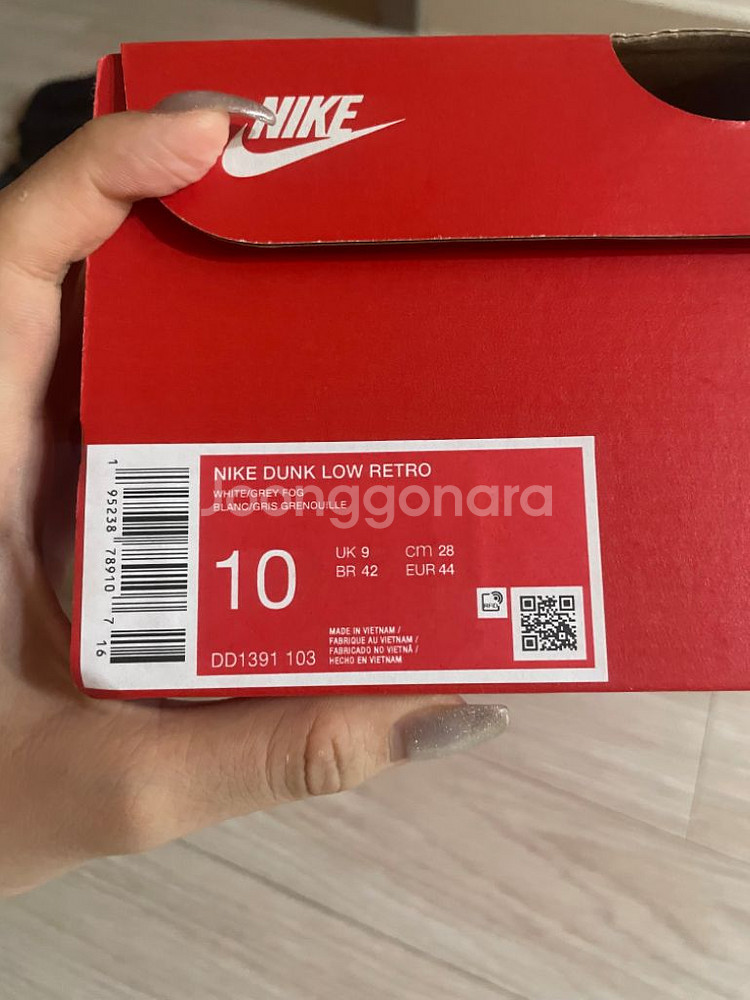 NIKE
NIKE DUNK LOW RETRO
WHITE/GREY FOG
BLANC/GRIS GRENOUILLE
Joonggonara
10
UK 9 cm 28
BR 42 EUR 44
RFID
DD1391 103
MADE IN VIETNAM /
FABRIQUE AU VIETNAM /
FABRICADO NO VIETNÃ /
HECHO EN VIETNAM
1 95238 78910 7 16